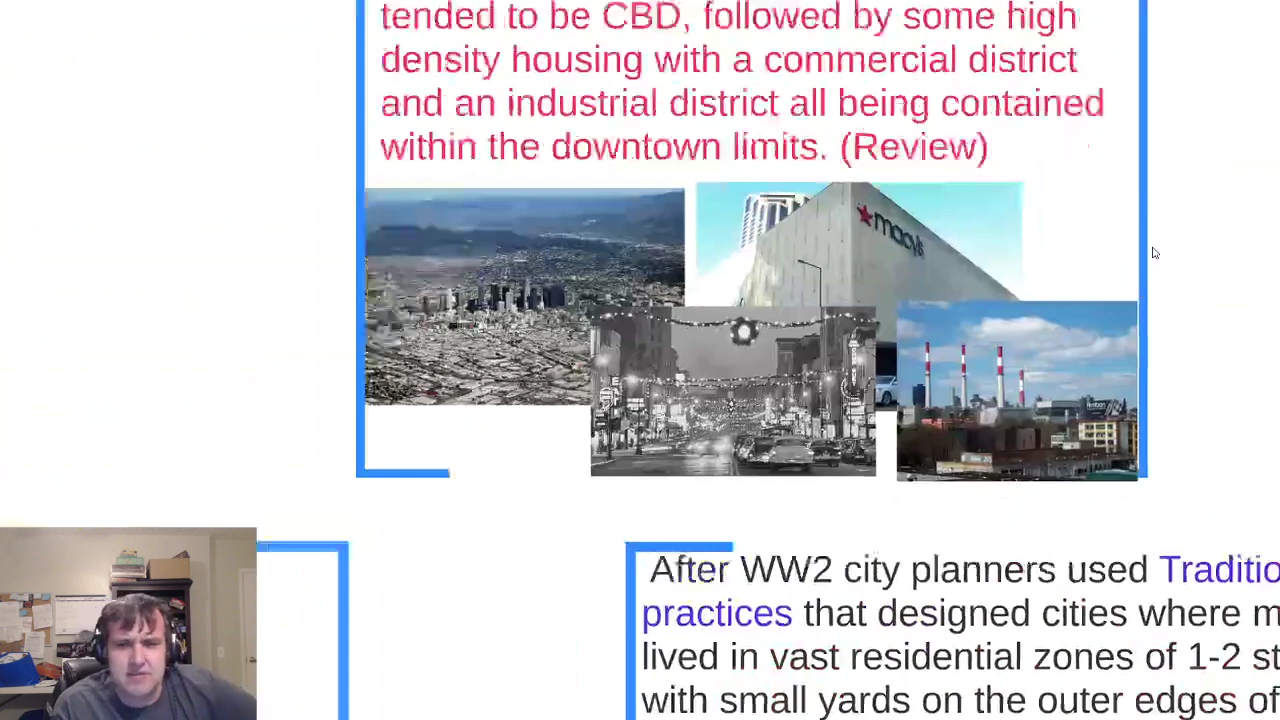 tended to be CBD, followed by some high
density housing with a commercial district
and an industrial district all being contained
within the downtown limits. (Review)
macy's
After WW2 city planners used Traditio
practices that designed cities where m
lived in vast residential zones of 1-2 st
with small yards on the outer edges of